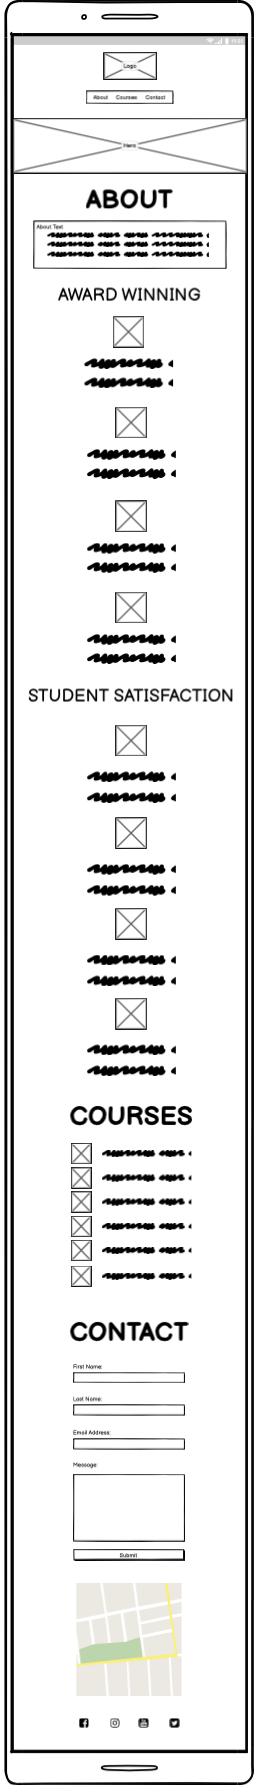 Logo
About Courses Contact
Hero
ABOUT
About Text
AWARD WINNING
STUDENT SATISFACTION
COURSES
CONTACT
First Name:
Last Name:
Email Address:
Message:
Submit